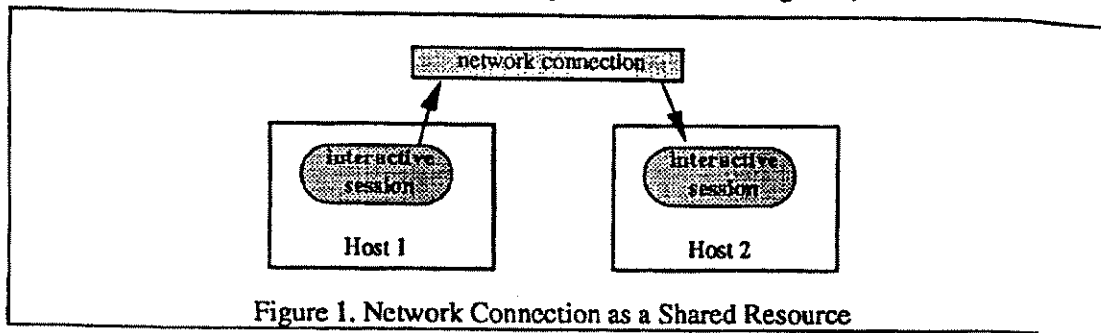 network connection
interactive
session
interactive
session
Host 1
Host 2
Figure 1. Network Connection as a Shared Resource